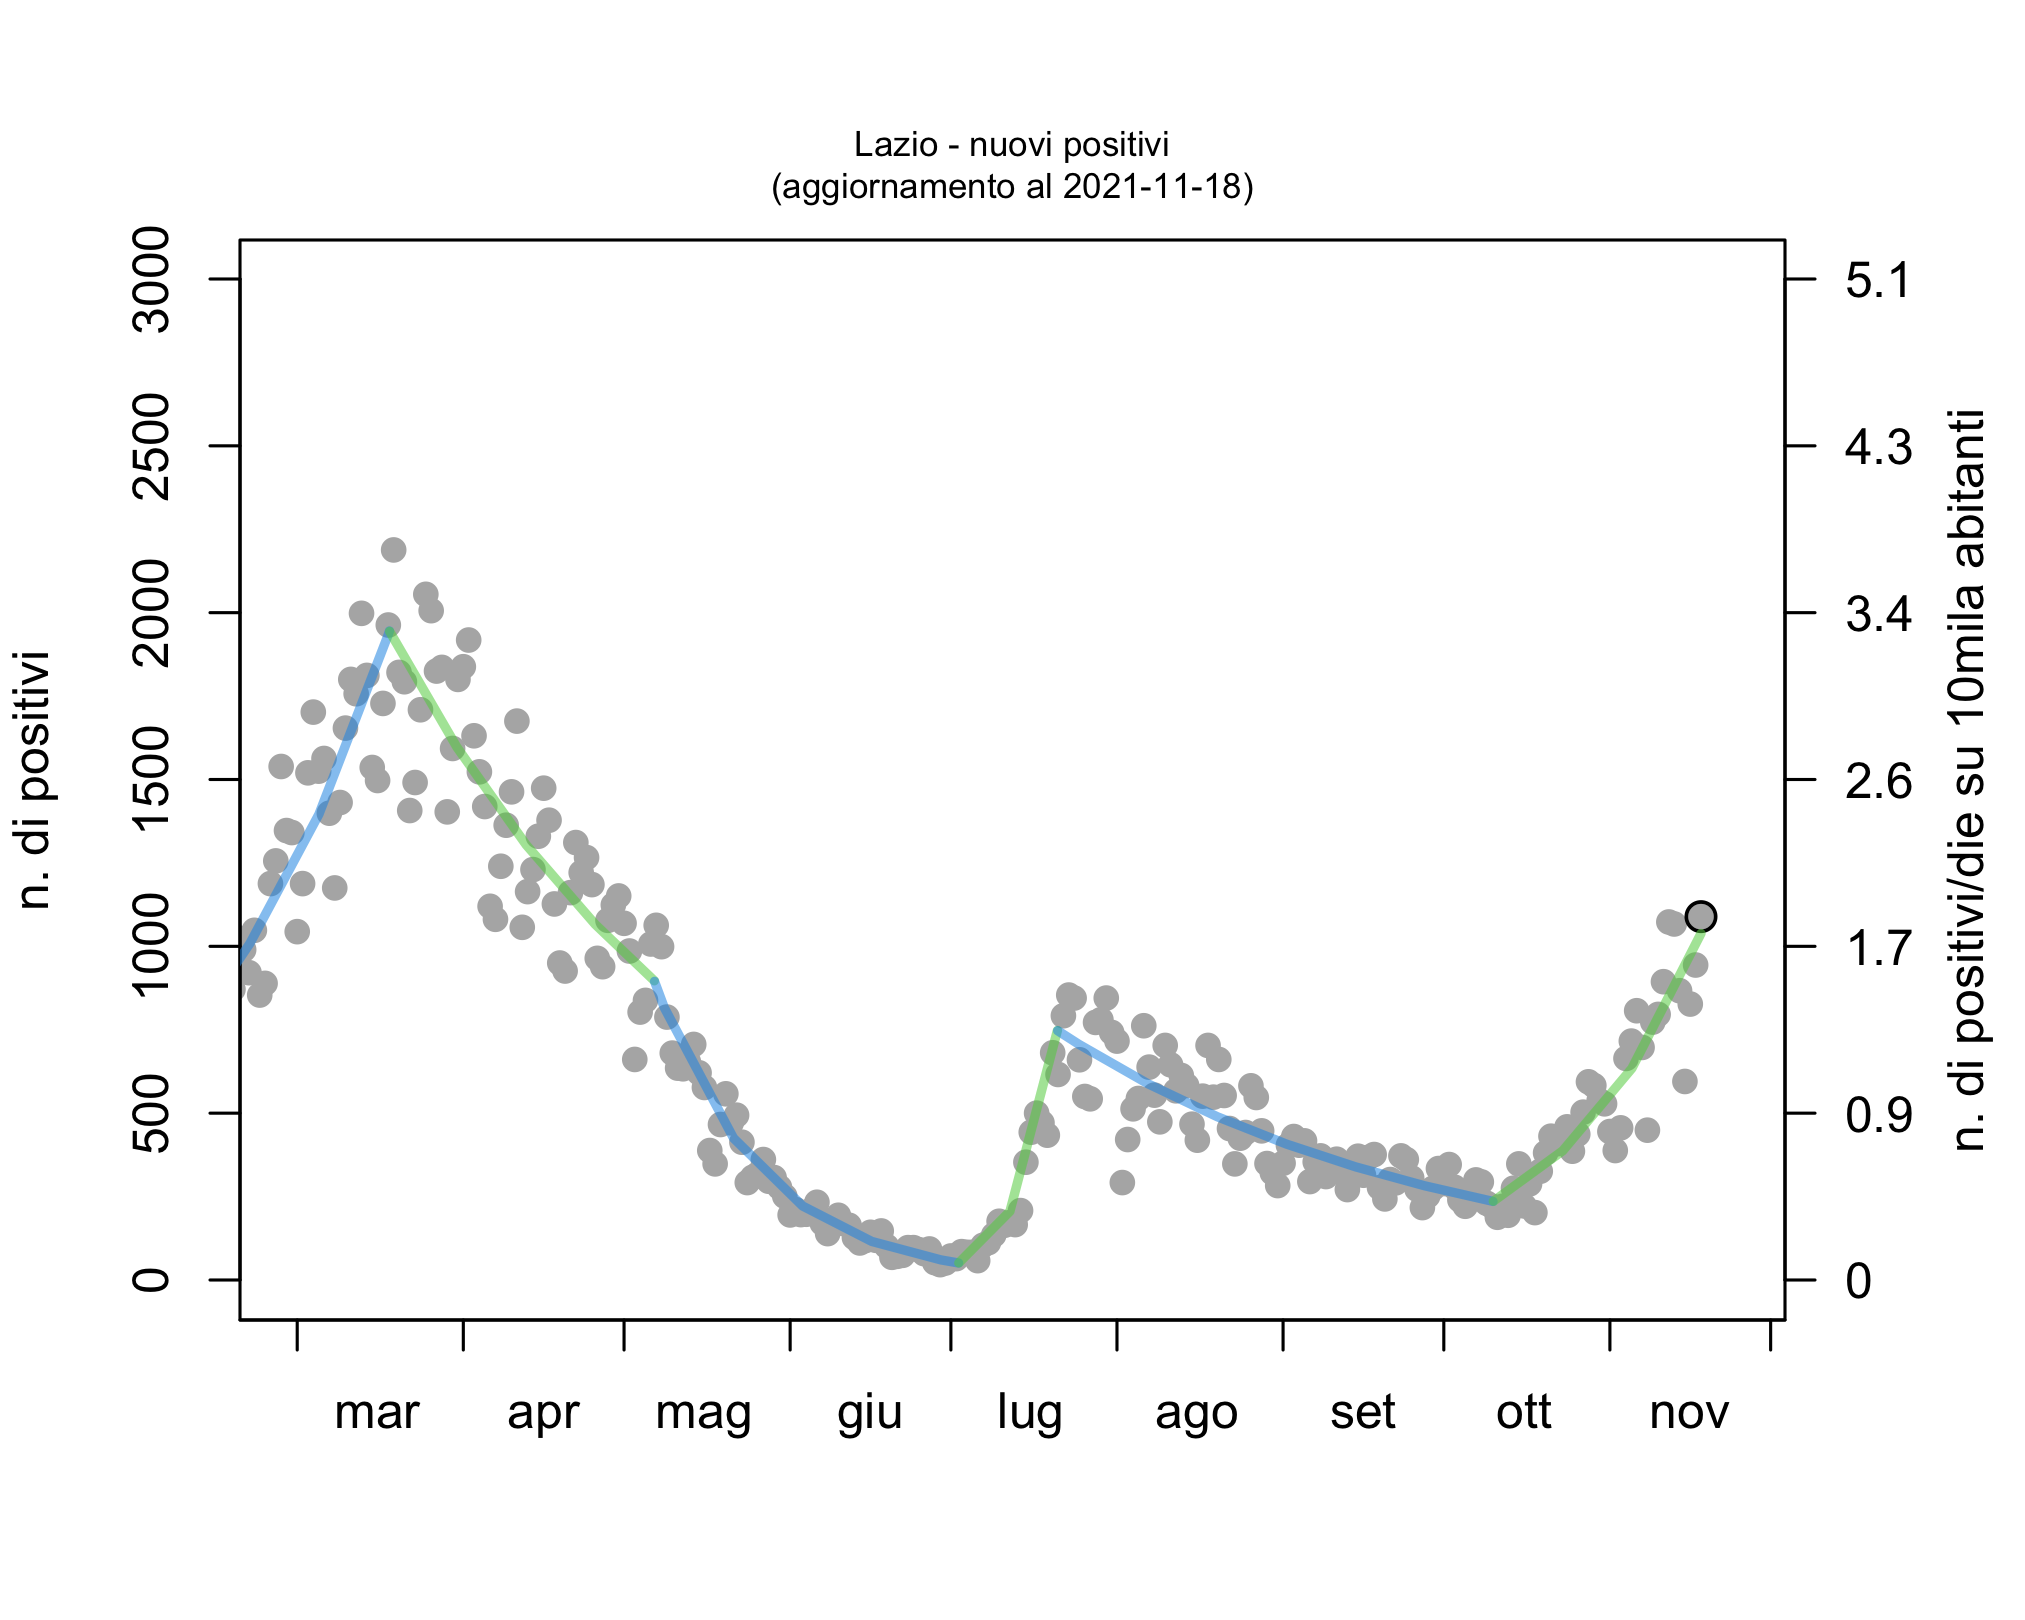 Lazio - nuovi positivi
(aggiornamento al 2021-11-18)
n. di positivi
3000
2500
2000
1500
1000
500
0
5.1
4.3
3.4
2.6
1.7
0.9
0
n. di positivi/die su 10mila abitanti
mar apr mag giu lug ago set ott nov